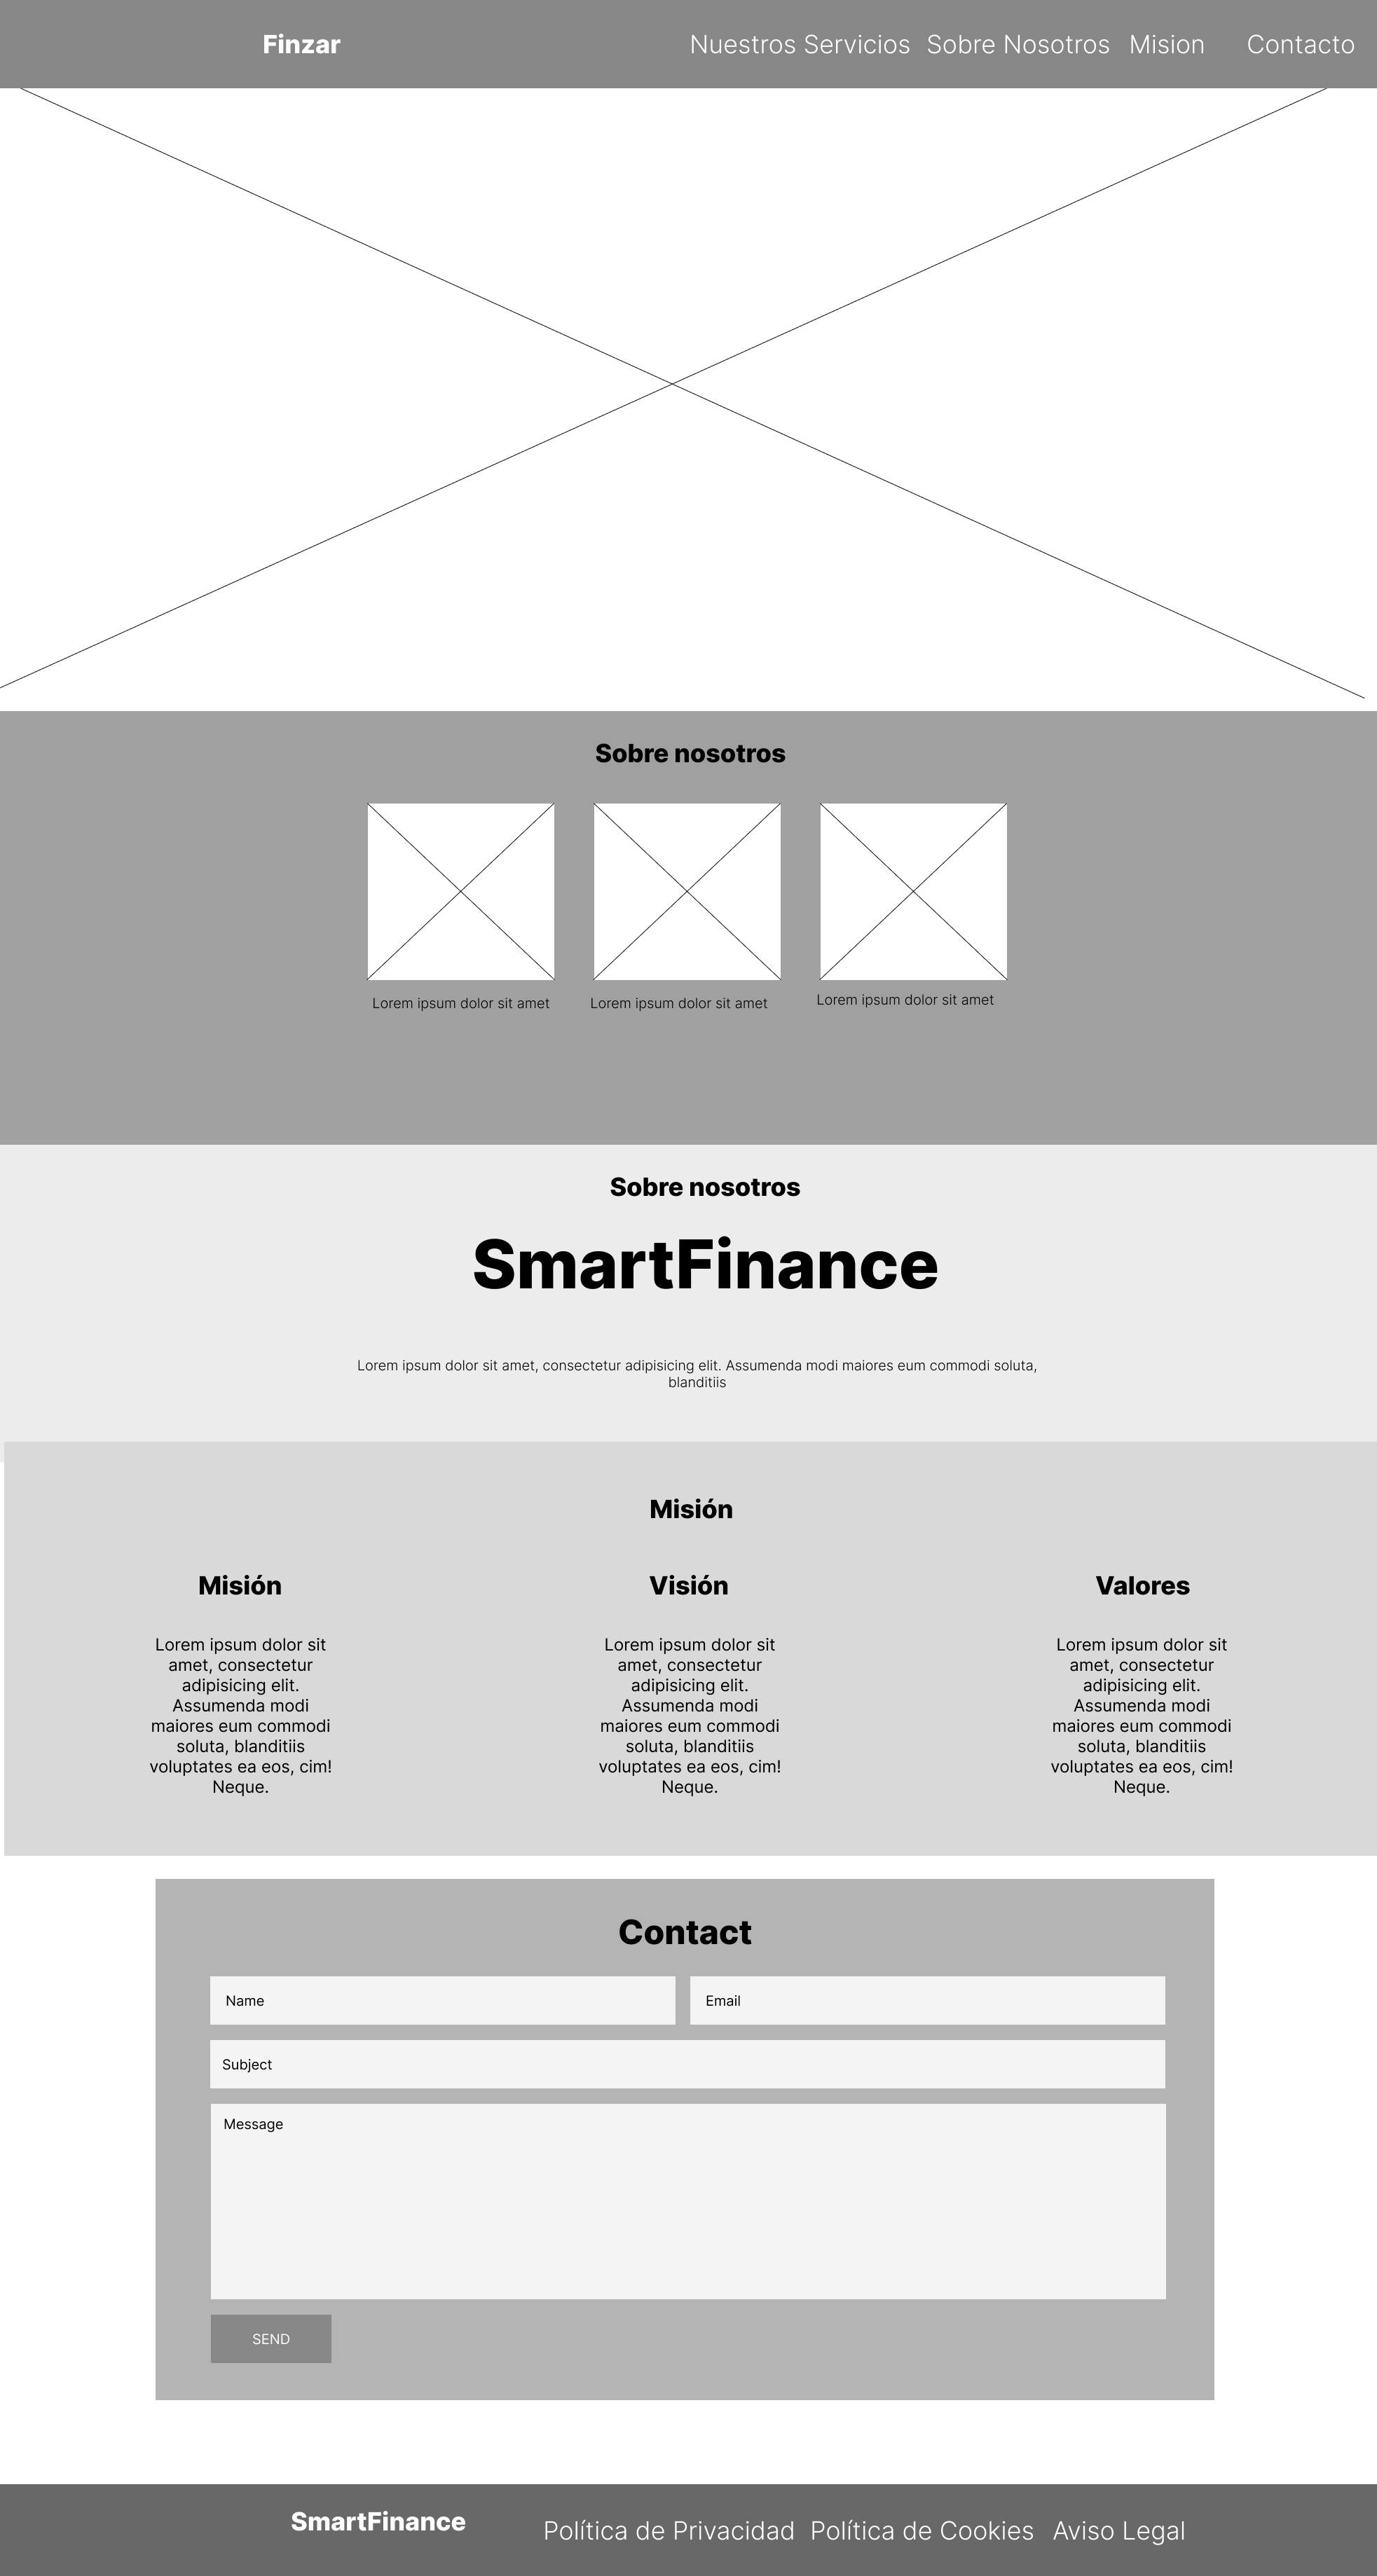 Finzar
Nuestros Servicios Sobre Nosotros Mision Contacto
Sobre nosotros
Lorem ipsum dolor sit amet
Lorem ipsum dolor sit amet
Lorem ipsum dolor sit amet
Sobre nosotros
SmartFinance
Lorem ipsum dolor sit amet, consectetur adipisicing elit. Assumenda modi maiores eum commodi soluta,
blanditiis
Misión
Misión
Lorem ipsum dolor sit
amet, consectetur
adipisicing elit.
Assumenda modi
maiores eum commodi
soluta, blanditiis
voluptates ea eos, cim!
Neque.
Visión
Lorem ipsum dolor sit
amet, consectetur
adipisicing elit.
Assumenda modi
maiores eum commodi
soluta, blanditiis
voluptates ea eos, cim!
Neque.
Valores
Lorem ipsum dolor sit
amet, consectetur
adipisicing elit.
Assumenda modi
maiores eum commodi
soluta, blanditiis
voluptates ea eos, cim!
Neque.
Contact
Name
Email
Subject
Message
SEND
SmartFinance
Política de Privacidad Política de Cookies Aviso Legal